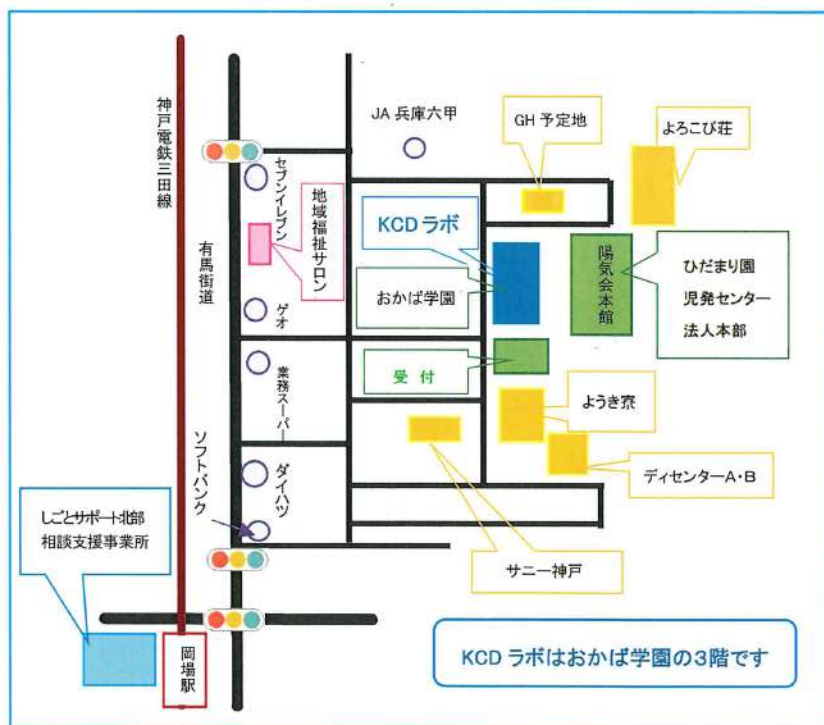 神戸電鉄三田線
有馬街道
JA 兵庫六甲
GH 予定地
よろこび荘
セブンイレブン
地域福祉サロン
KCD ラボ
おかば学園
陽気会本館
ひだまり園
児発センター
法人本部
ゲオ
受 付
業務スーパー
ようき寮
ソフトバンク
ダイハツ
ディセンターA・B
しごとサポート北部
相談支援事業所
サニー神戸
岡場駅
KCD ラボはおかば学園の3階です